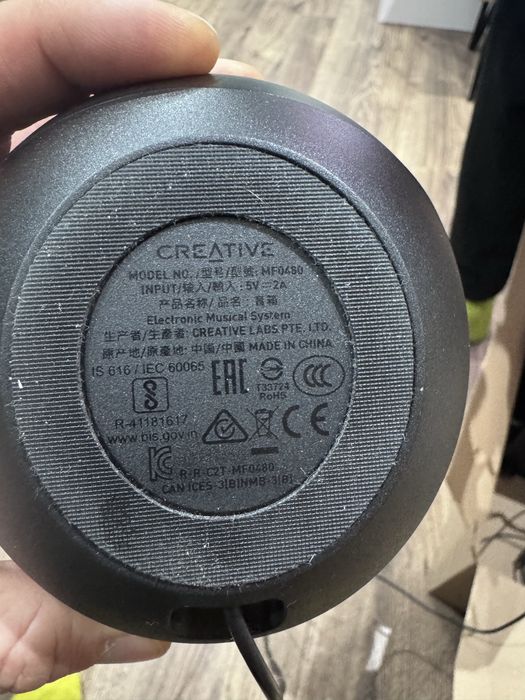 CREATIVE
MODEL NO./型号/型號: MF0480
INPUT/输入/輸入: 5V⎓2A
产品名称/品名: 音箱
Electronic Musical System
生产者/生產者: CREATIVE LABS PTE. LTD.
原产地/原產地: 中国/中國 MADE IN CHINA
IS 616 / IEC 60065
EAC
T33724
RoHS
CCC
R-41181617
www.bis.gov.in
CE
R-R-C2T-MF0480
CAN ICES-3(B)/NMB-3(B)